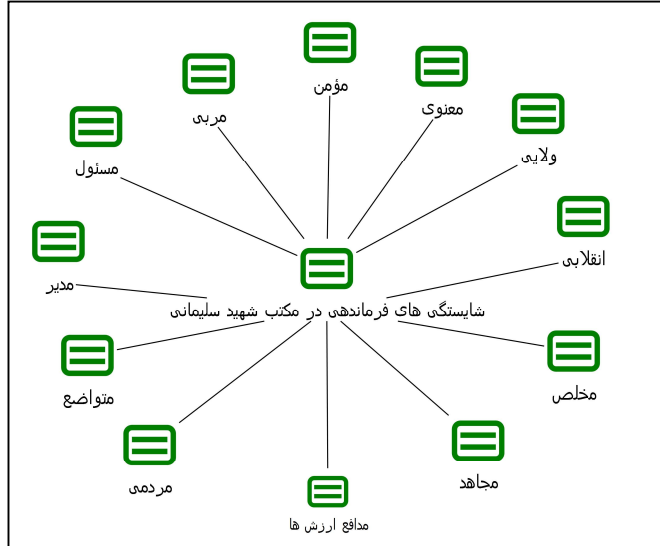 مؤمن
معنوی
مربی
ولایی
مسئول
انقلابی
مدیر
شایستگی های فرماندهی در مکتب شهید سلیمانی
مخلص
متواضع
مجاهد
مردمی
مدافع ارزش ها